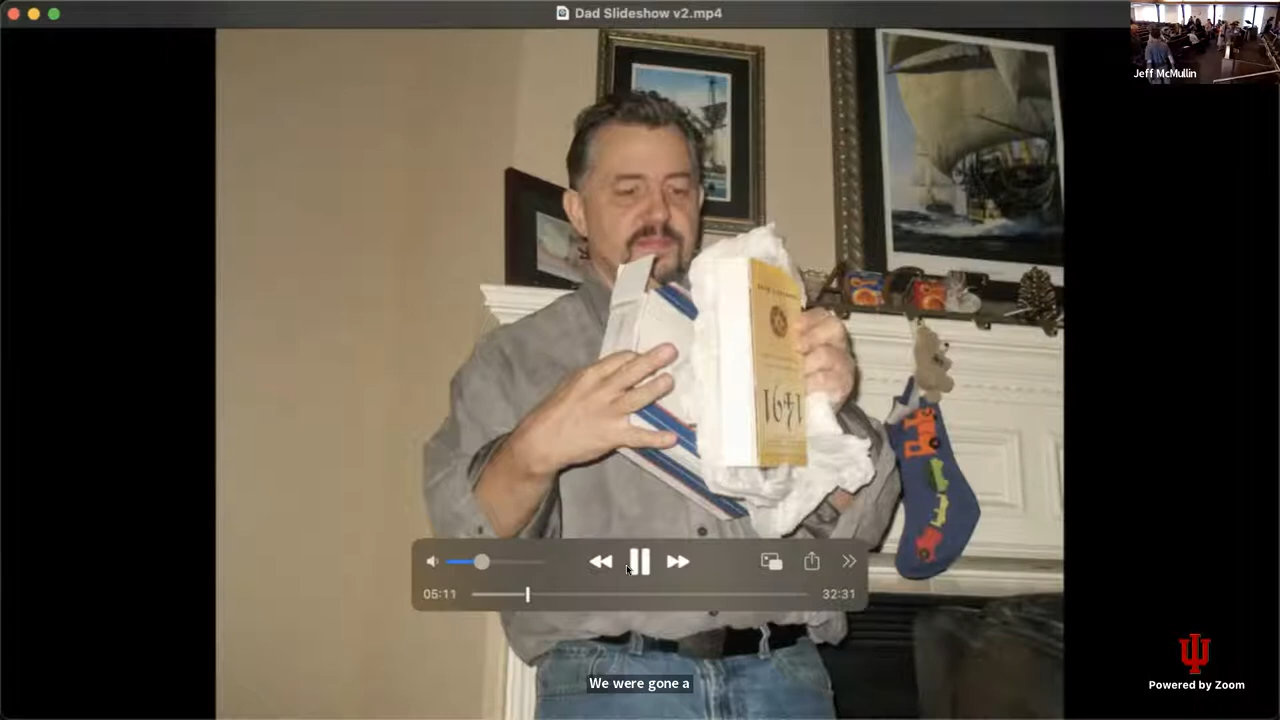 Dad Slideshow v2.mp4
Jeff McMullin
1491
05:11
32:31
We were gone a
Powered by Zoom